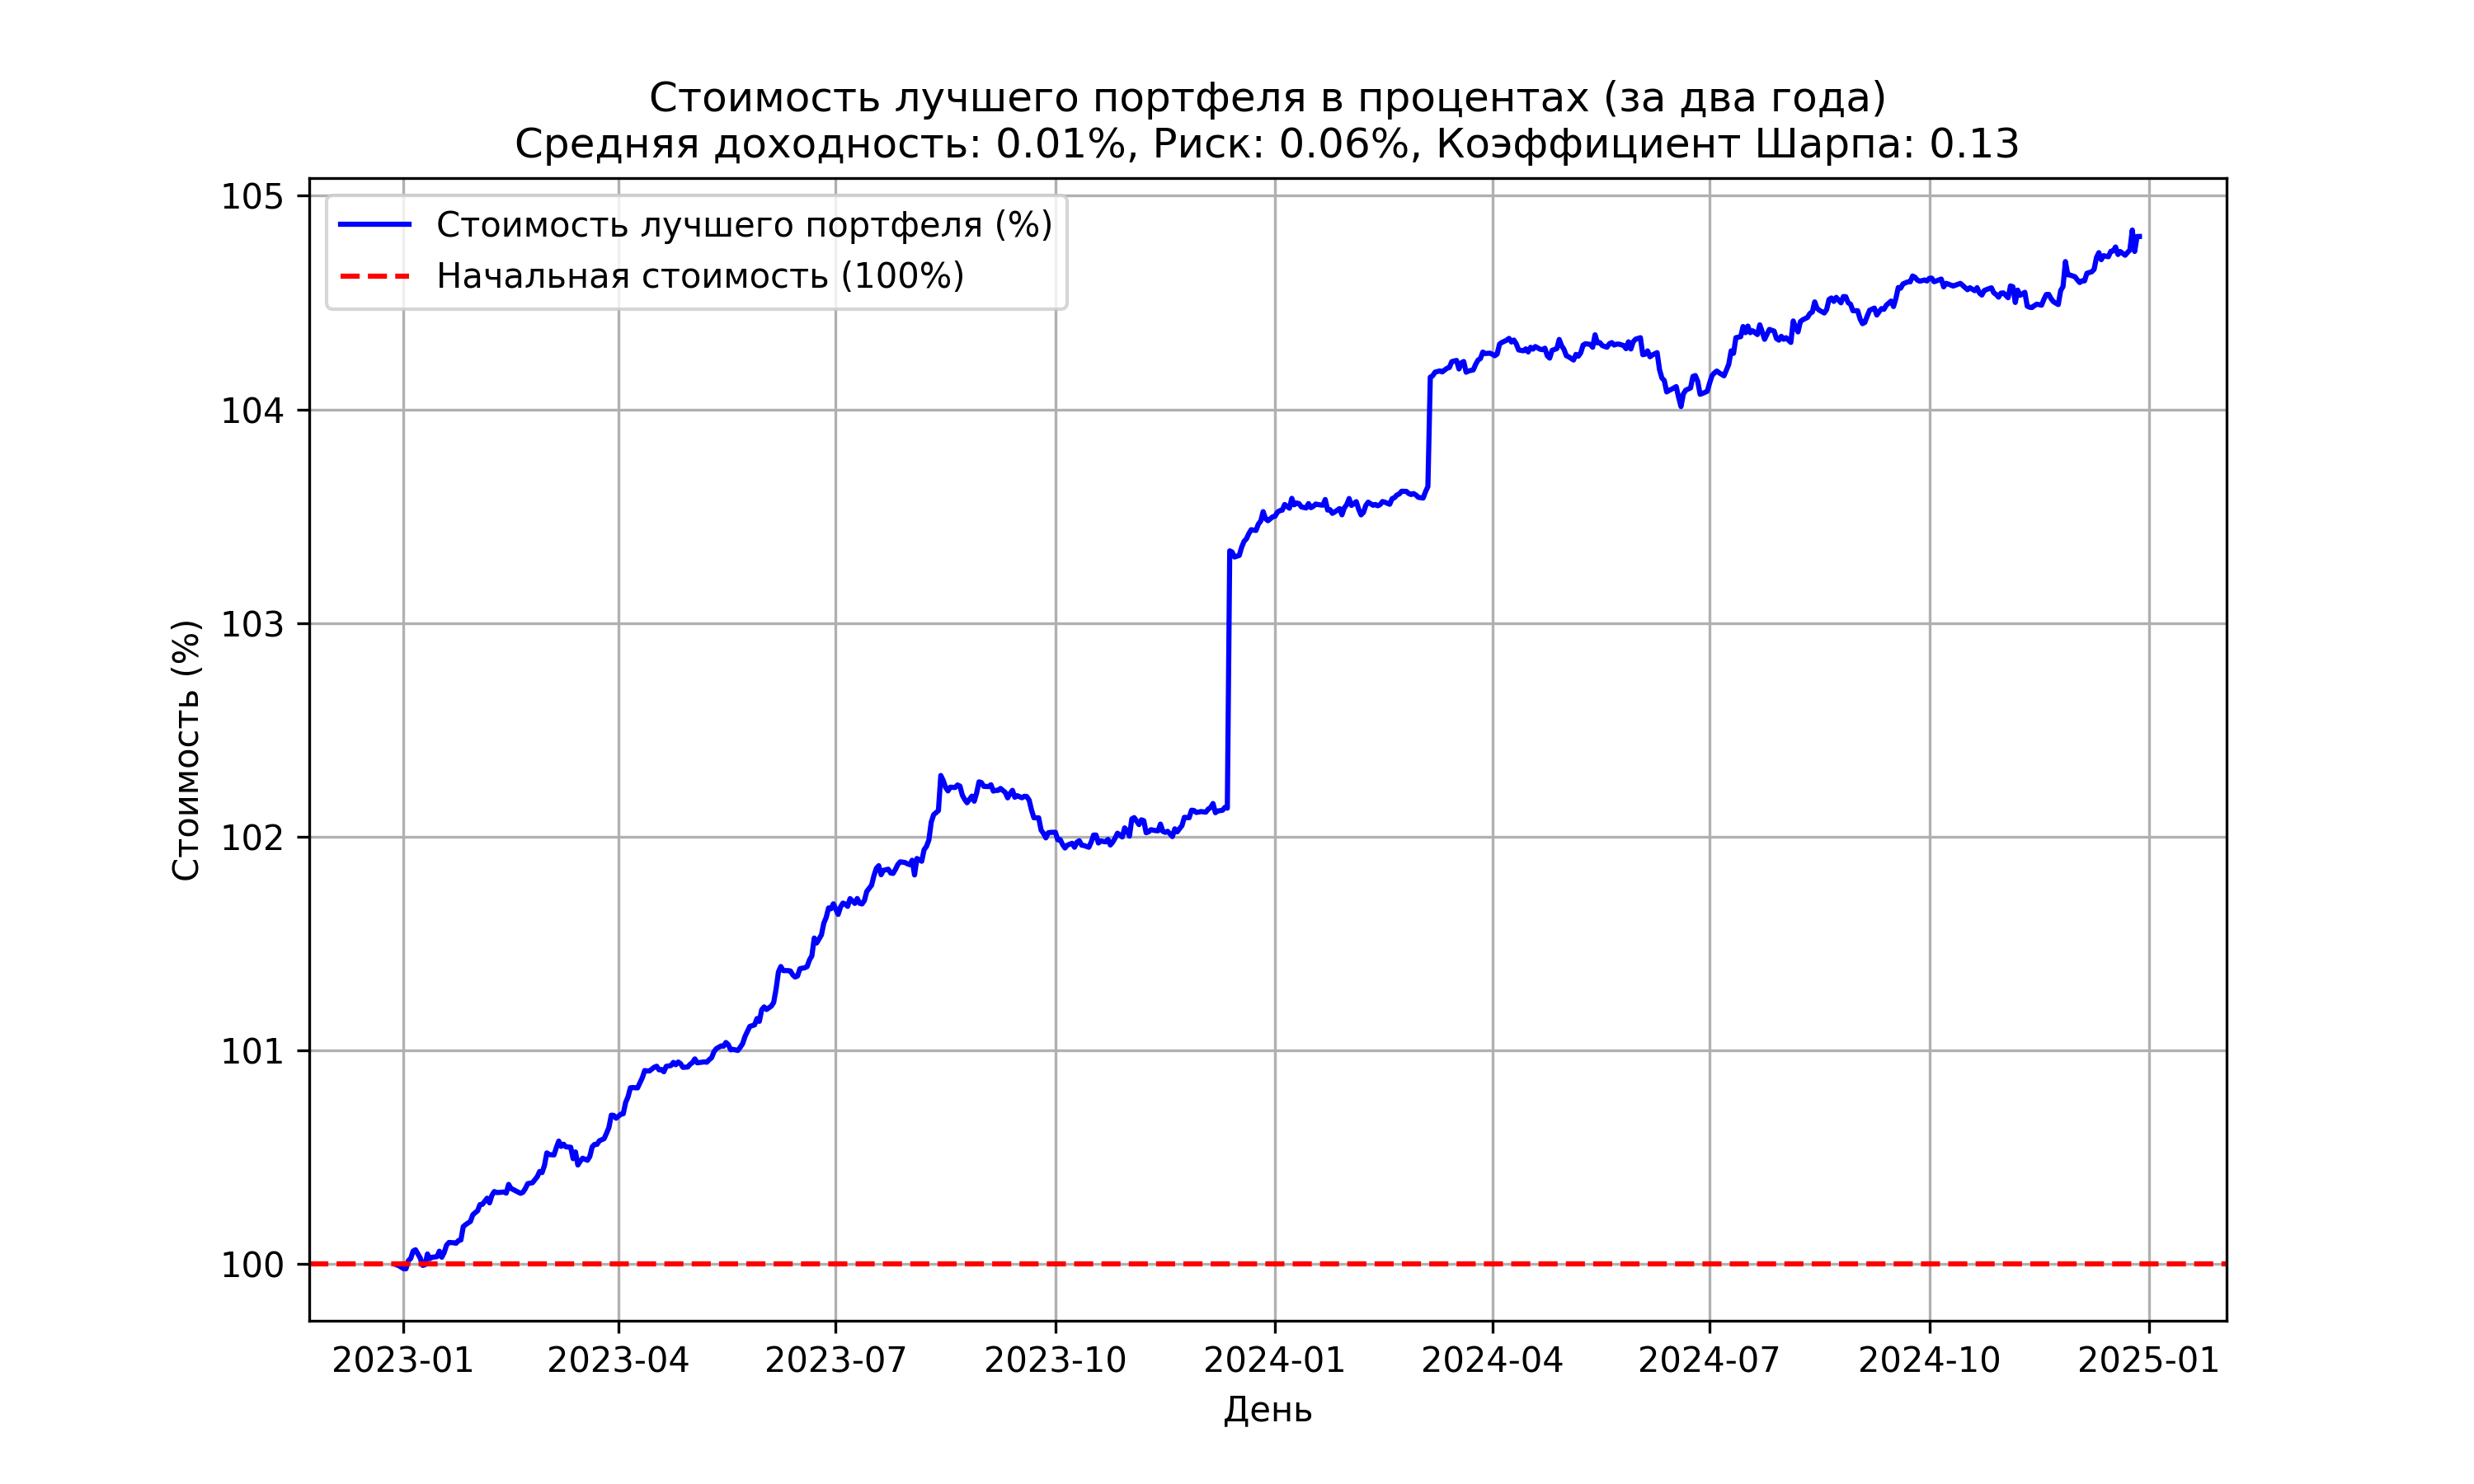 Стоимость лучшего портфеля в процентах (за два года)
Средняя доходность: 0.01%, Риск: 0.06%, Коэффициент Шарпа: 0.13
Стоимость лучшего портфеля (%)
Начальная стоимость (100%)
105
104
103
102
101
100
Стоимость (%)
2023-01 2023-04 2023-07 2023-10 2024-01 2024-04 2024-07 2024-10 2025-01
День